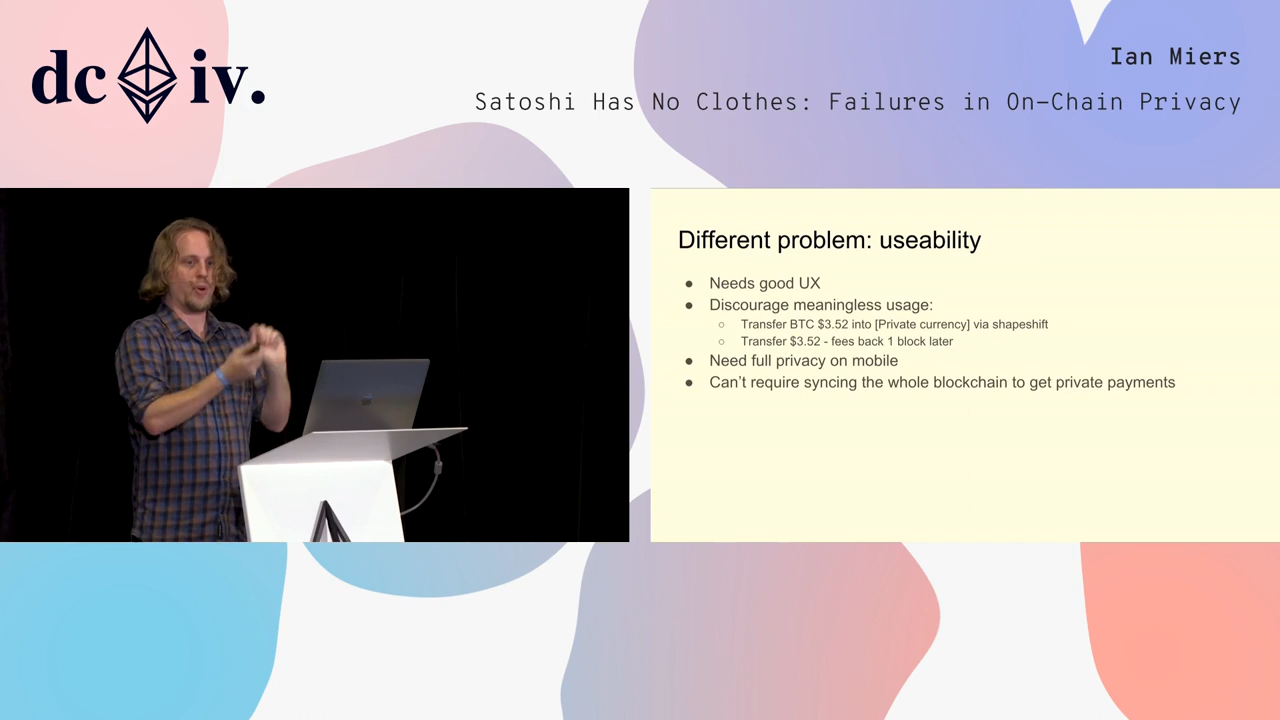 dc iv.
Ian Miers
Satoshi Has No Clothes: Failures in On-Chain Privacy
Different problem: useability
● Needs good UX
● Discourage meaningless usage:
○ Transfer BTC $3.52 into [Private currency] via shapeshift
○ Transfer $3.52 - fees back 1 block later
● Need full privacy on mobile
● Can't require syncing the whole blockchain to get private payments